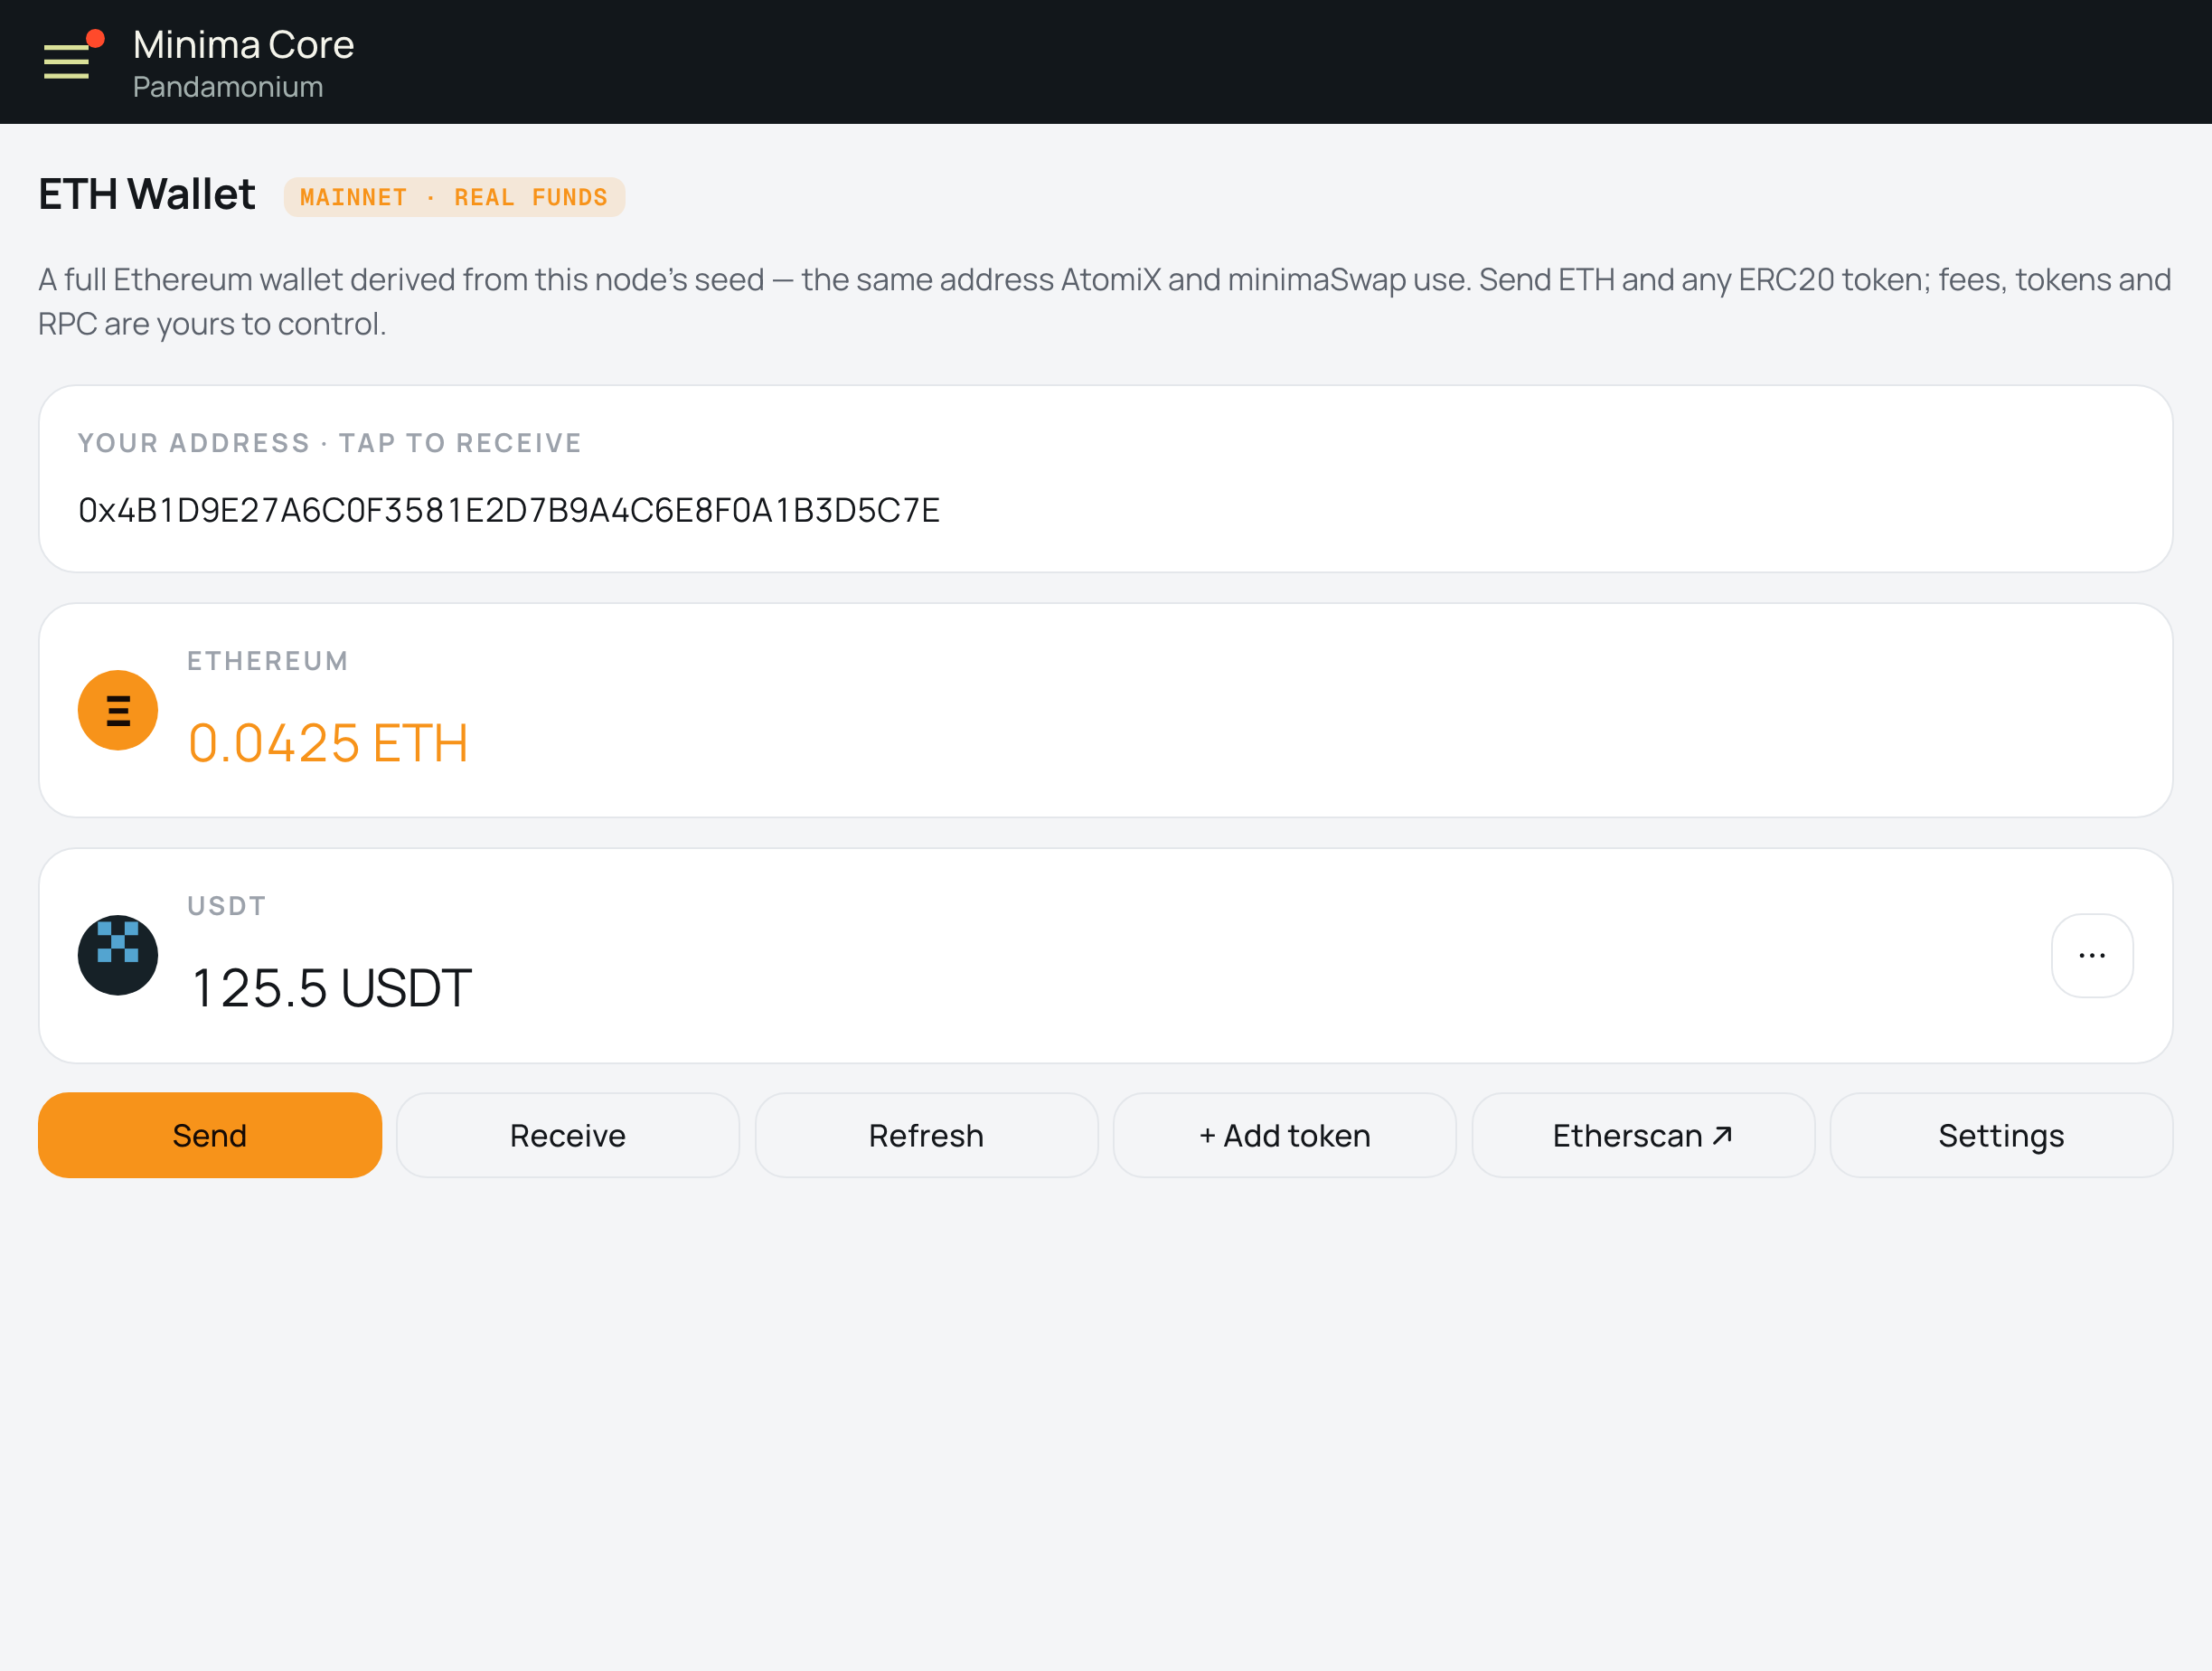 Minima Core
Pandamonium
ETH Wallet
MAINNET · REAL FUNDS
A full Ethereum wallet derived from this node's seed — the same address AtomiX and minimaSwap use. Send ETH and any ERC20 token; fees, tokens and
RPC are yours to control.
YOUR ADDRESS · TAP TO RECEIVE
0x4B1D9E27A6C0F3581E2D7B9A4C6E8F0A1B3D5C7E
ETHEREUM
Ξ
0.0425 ETH
USDT
125.5 USDT
...
Send
Receive
Refresh
+ Add token
Etherscan ↗
Settings